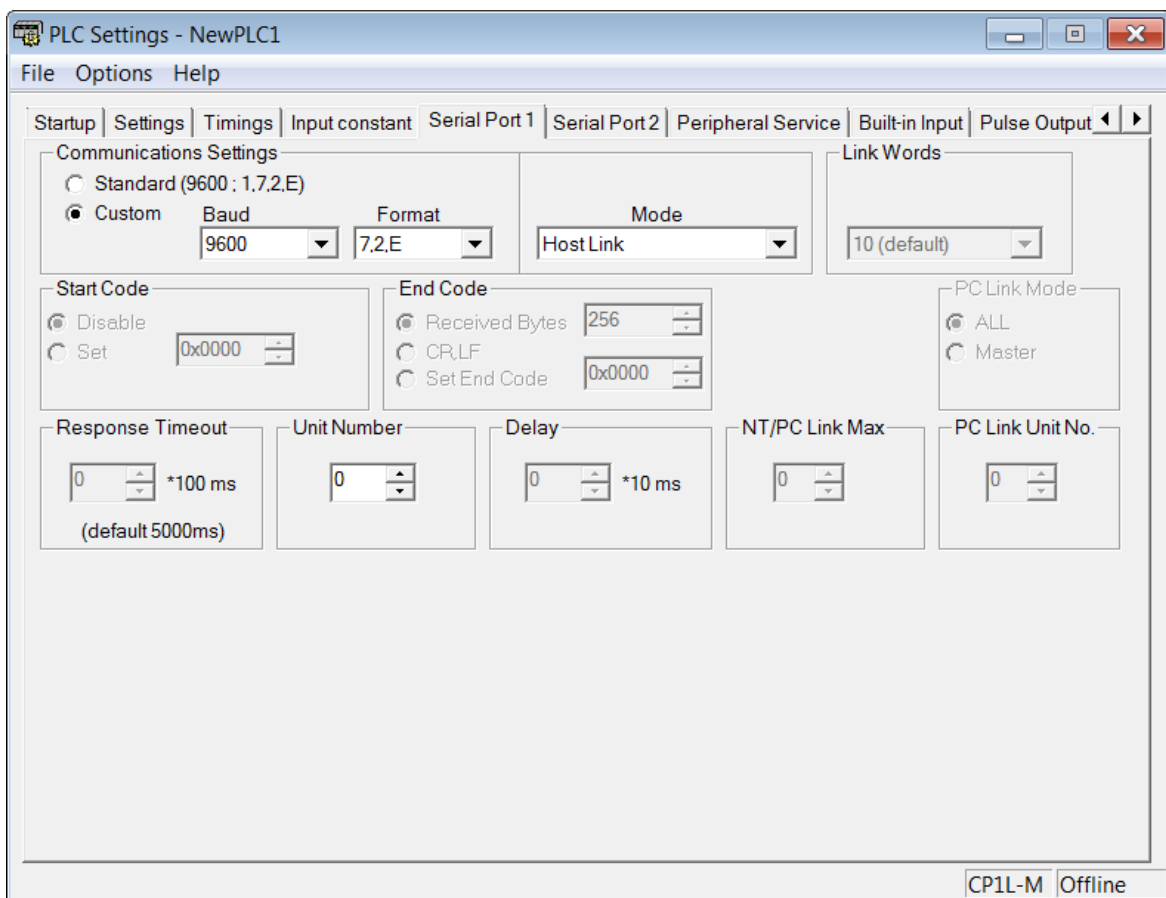 PLC Settings - NewPLC1
File Options Help
Startup Settings Timings Input constant Serial Port 1 Serial Port 2 Peripheral Service Built-in Input Pulse Output
Communications Settings Link Words
Standard (9600 ; 1,7,2,E)
Custom Baud Format Mode
9600 7,2,E Host Link 10 (default)
Start Code End Code PC Link Mode
Disable Received Bytes 256 ALL
Set 0x0000 CR,LF Master
Set End Code 0x0000
Response Timeout Unit Number Delay NT/PC Link Max PC Link Unit No.
0 *100 ms 0 0 *10 ms 0 0
(default 5000ms)
CP1L-M Offline